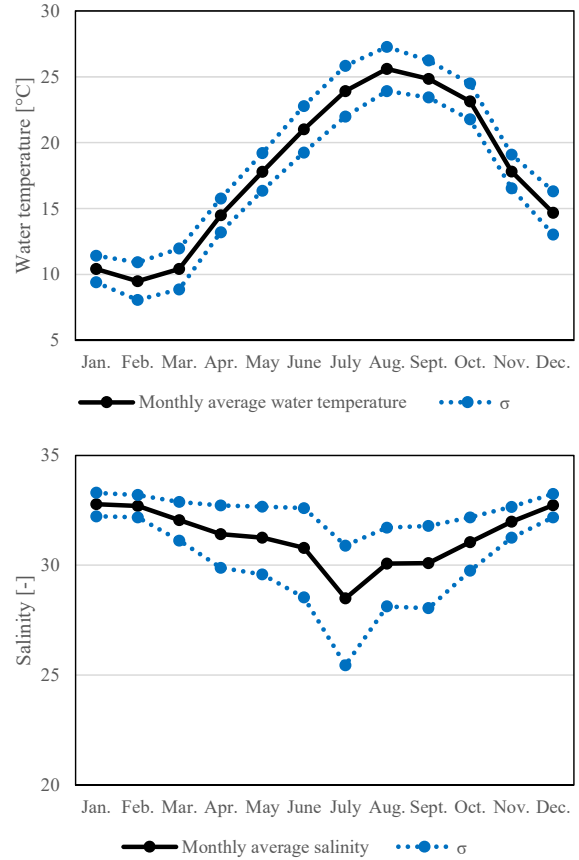 Water temperature [°C]
30
25
20
15
10
5
Jan. Feb. Mar. Apr. May June July Aug. Sept. Oct. Nov. Dec.
Monthly average water temperature σ
Salinity [-]
35
30
25
20
Jan. Feb. Mar. Apr. May June July Aug. Sept. Oct. Nov. Dec.
Monthly average salinity σ